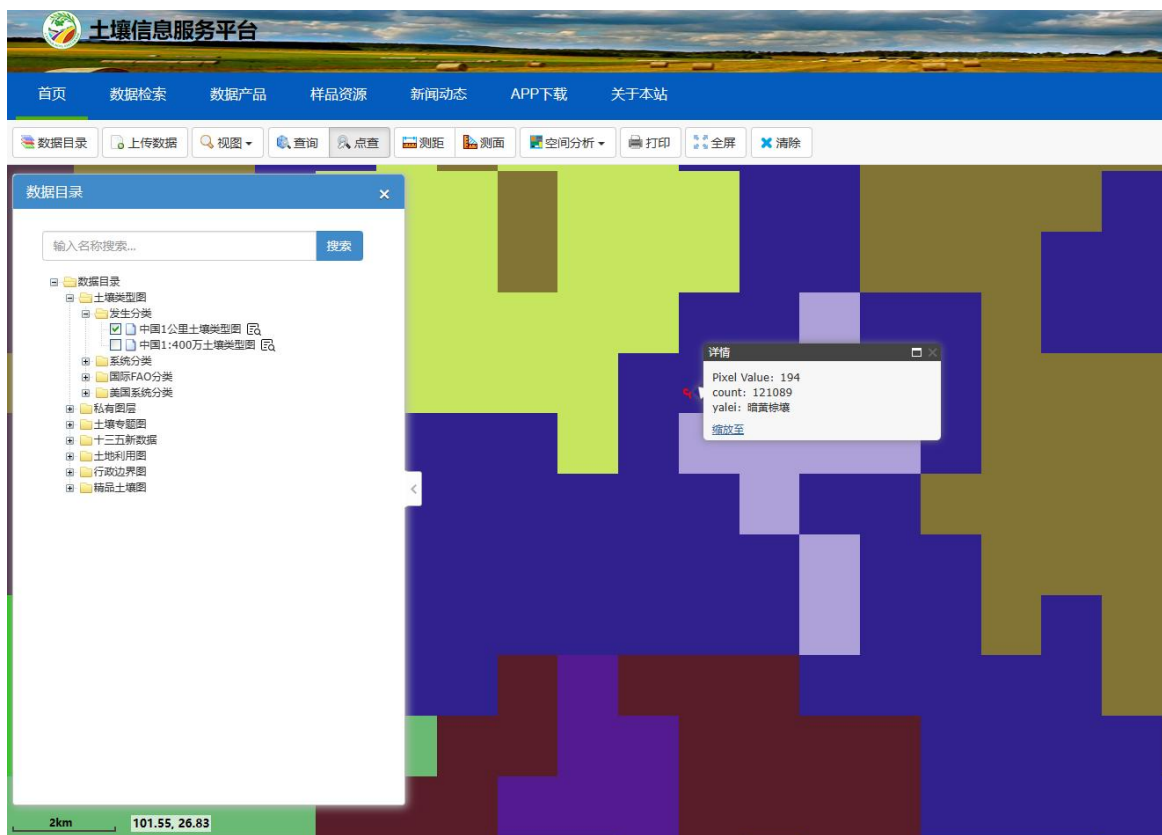 土壤信息服务平台
首页 数据检索 数据产品 样品资源 新闻动态 APP下载 关于本站
数据目录 上传数据 视图 查询 点查 测距 测面 空间分析 打印 全屏 清除
数据目录 ×
输入名称搜索... 搜索
数据目录
土壤类型图
发生分类
中国1公里土壤类型图
中国1:400万土壤类型图
系统分类
国际FAO分类
美国系统分类
私有图层
土壤专题图
十三五新数据
土地利用图
行政边界图
精品土壤图
详情
Pixel Value: 194
count: 121089
yalei: 暗黄棕壤
缩放至
2km 101.55, 26.83